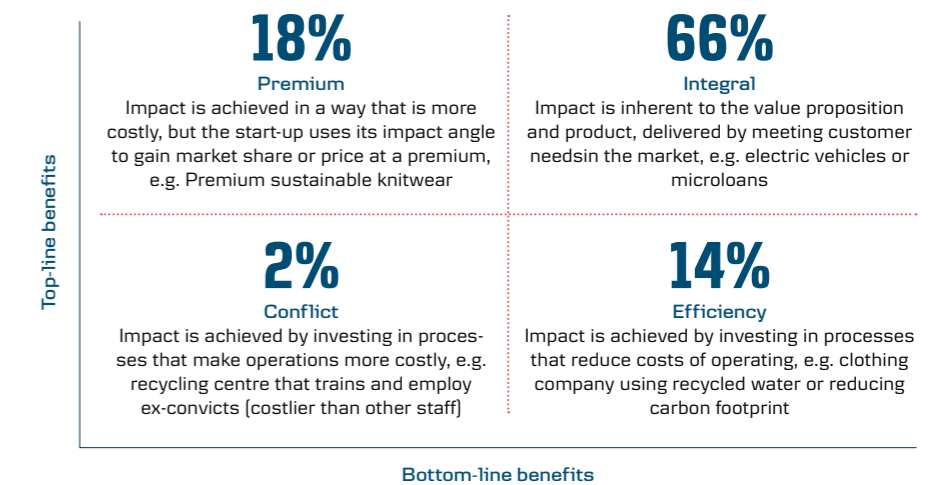 18%
Premium
Impact is achieved in a way that is more
costly, but the start-up uses its impact angle
to gain market share or price at a premium,
e.g. Premium sustainable knitwear
66%
Integral
Impact is inherent to the value proposition
and product, delivered by meeting customer
needsin the market, e.g. electric vehicles or
microloans
Top-line benefits
2%
Conflict
Impact is achieved by investing in proces-
ses that make operations more costly, e.g.
recycling centre that trains and employ
ex-convicts (costlier than other staff)
14%
Efficiency
Impact is achieved by investing in processes
that reduce costs of operating, e.g. clothing
company using recycled water or reducing
carbon footprint
Bottom-line benefits